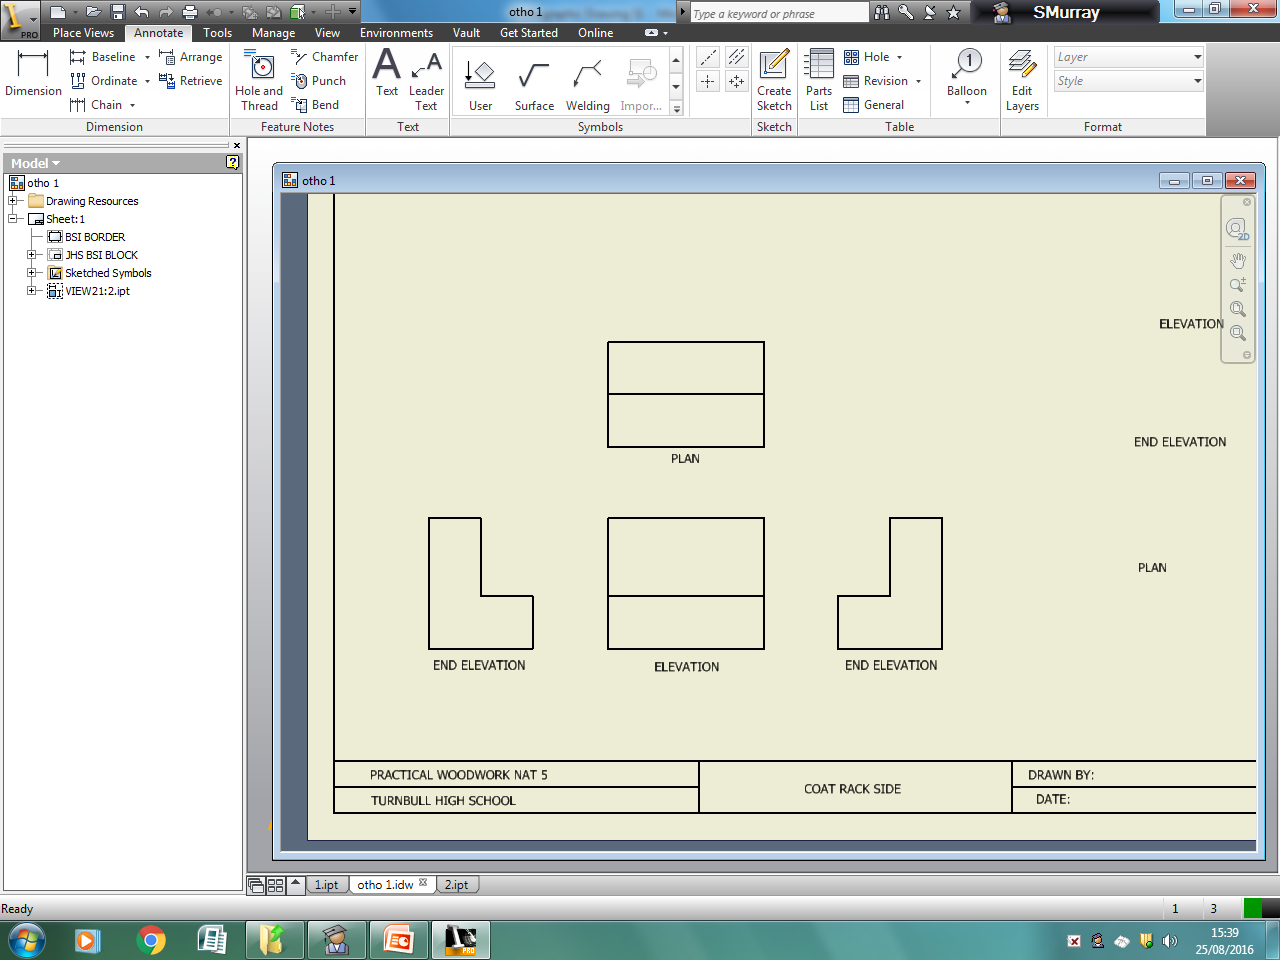 otho 1
Type a keyword or phrase
SMurray
PRO
Place Views Annotate Tools Manage View Environments Vault Get Started Online
Baseline
Arrange
Ordinate
Retrieve
Chain
Dimension
Dimension
Hole and Thread
Chamfer
Punch
Bend
Feature Notes
Text
Leader Text
Text
User
Surface
Welding
Impor...
Symbols
Create Sketch
Sketch
Parts List
Hole
Revision
General
Table
1
Balloon
Edit Layers
Layer
Style
Format
Model
otho 1
Drawing Resources
Sheet:1
BSI BORDER
JHS BSI BLOCK
Sketched Symbols
VIEW21:2.ipt
otho 1
2D
ELEVATION
END ELEVATION
PLAN
PLAN
END ELEVATION
ELEVATION
END ELEVATION
PRACTICAL WOODWORK NAT 5
TURNBULL HIGH SCHOOL
COAT RACK SIDE
DRAWN BY:
DATE:
1.ipt
otho 1.idw
2.ipt
Ready
1
3
PRO
15:39
25/08/2016